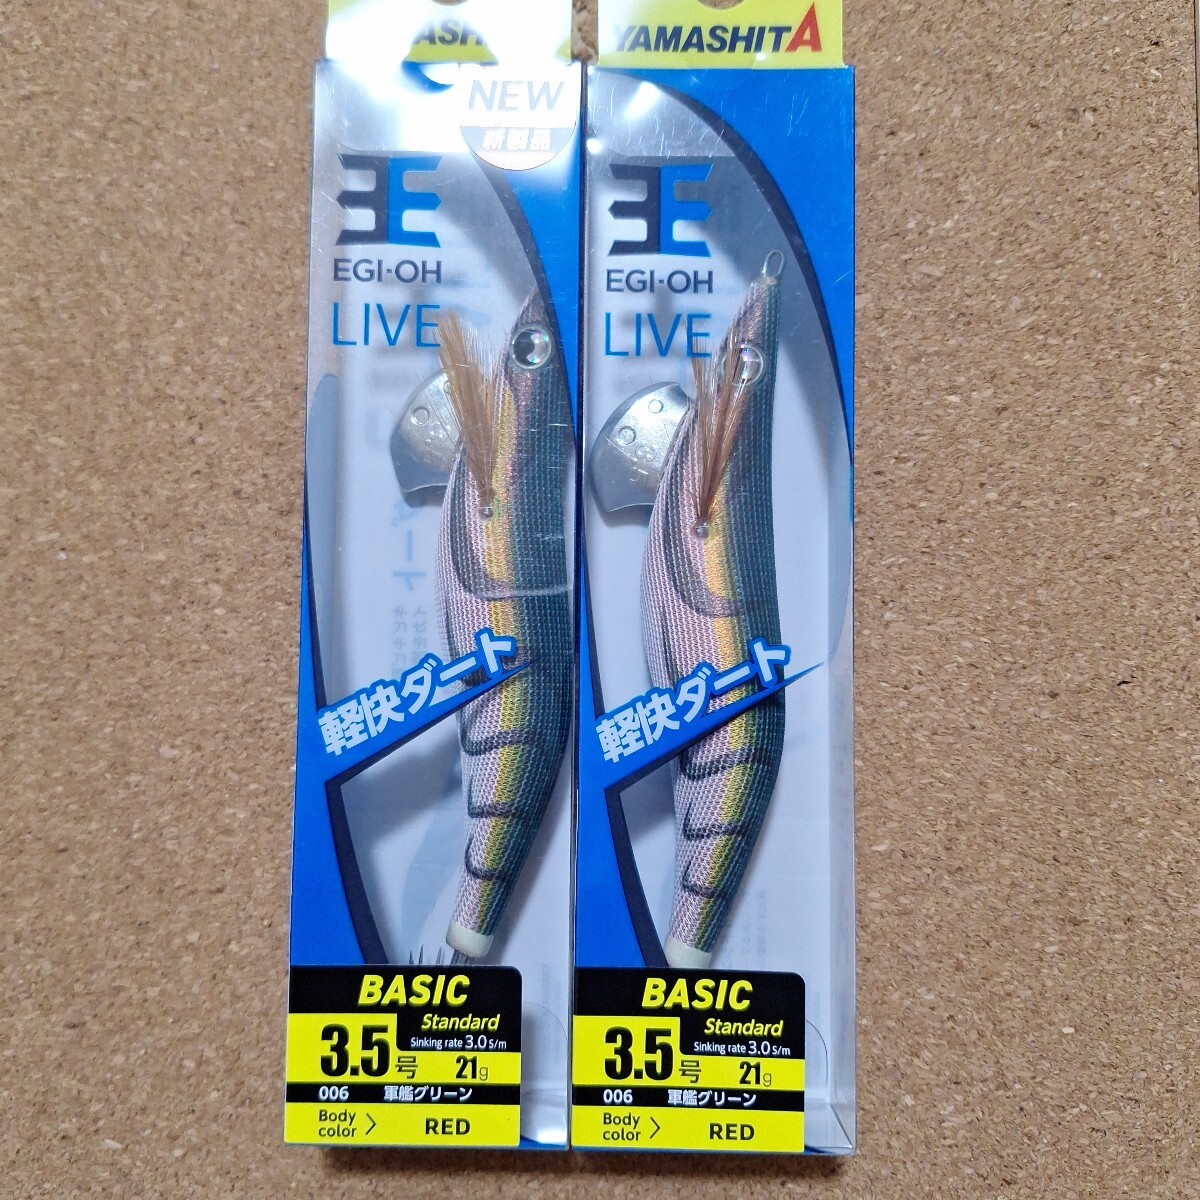 ASH
NEW
新製品
EGI-OH
LIVE
軽快ダート
BASIC
Standard
Sinking rate 3.0 S/m
3.5号
21g
006 軍艦グリーン
Body color > RED
YAMASHITA
EGI-OH
LIVE
軽快ダート
BASIC
Standard
Sinking rate 3.0 S/m
3.5号
21g
006 軍艦グリーン
Body color > RED